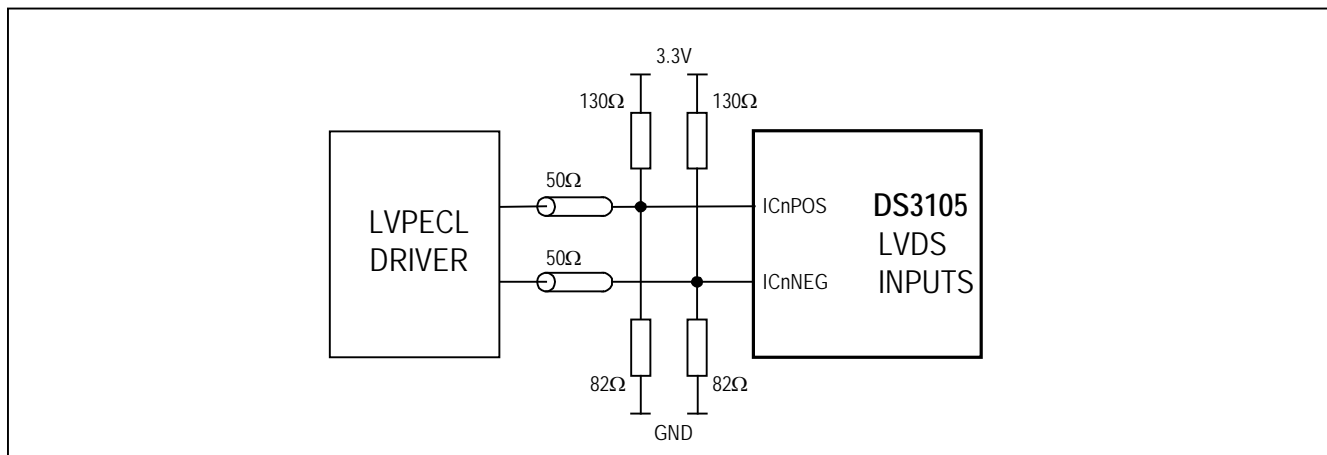 3.3V
130Ω 130Ω
50Ω
LVPECL
DRIVER
50Ω
ICnPOS
ICnNEG
DS3105
LVDS
INPUTS
82Ω 82Ω
GND